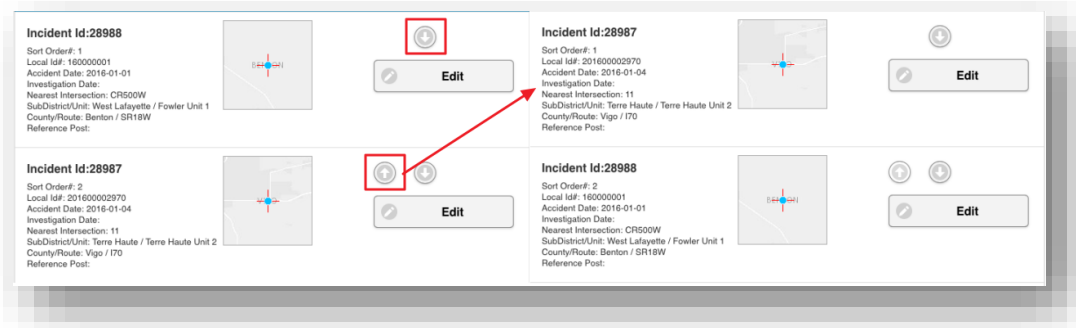 Incident Id:28988
Sort Order#: 1
Local Id#: 160000001
Accident Date: 2016-01-01
Investigation Date:
Nearest Intersection: CR500W
SubDistrict/Unit: West Lafayette / Fowler Unit 1
County/Route: Benton / SR18W
Reference Post:
Edit
Incident Id:28987
Sort Order#: 2
Local Id#: 201600002970
Accident Date: 2016-01-04
Investigation Date:
Nearest Intersection: 11
SubDistrict/Unit: Terre Haute / Terre Haute Unit 2
County/Route: Vigo / I70
Reference Post:
Edit
Incident Id:28987
Sort Order#: 1
Local Id#: 201600002970
Accident Date: 2016-01-04
Investigation Date:
Nearest Intersection: 11
SubDistrict/Unit: Terre Haute / Terre Haute Unit 2
County/Route: Vigo / I70
Reference Post:
Edit
Incident Id:28988
Sort Order#: 2
Local Id#: 160000001
Accident Date: 2016-01-01
Investigation Date:
Nearest Intersection: CR500W
SubDistrict/Unit: West Lafayette / Fowler Unit 1
County/Route: Benton / SR18W
Reference Post:
Edit